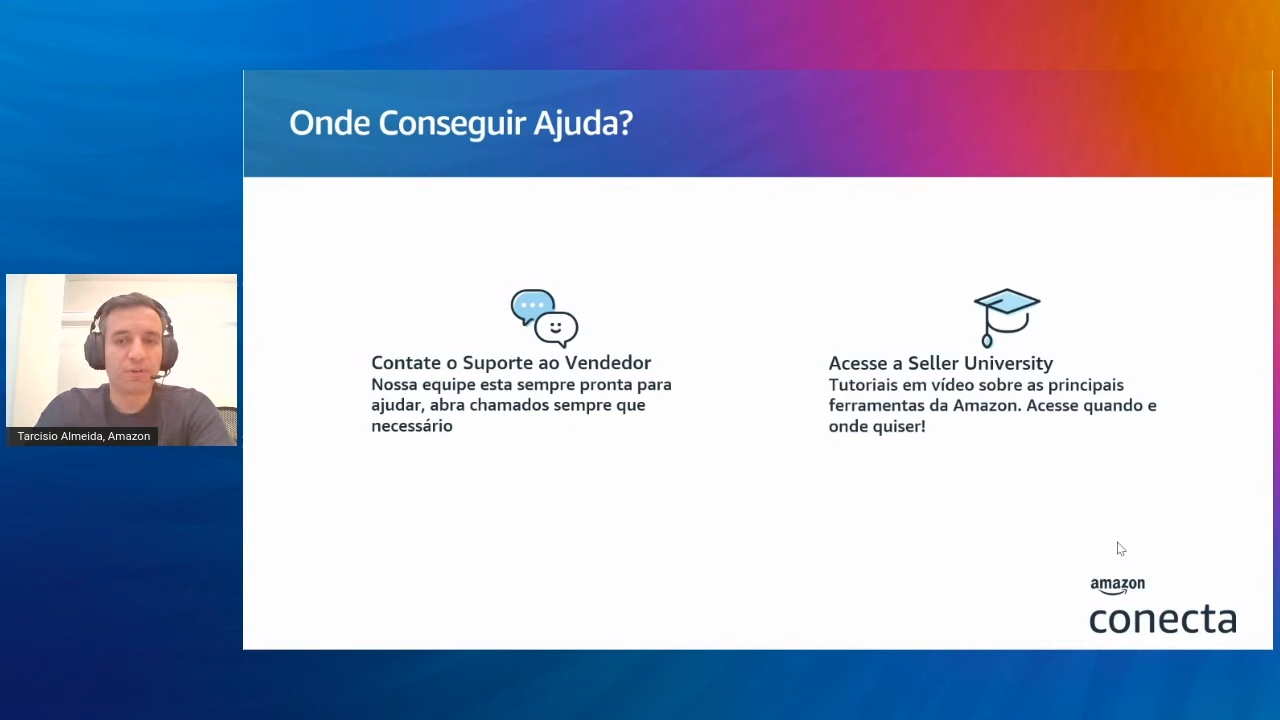 Onde Conseguir Ajuda?
Contate o Suporte ao Vendedor
Nossa equipe esta sempre pronta para
ajudar, abra chamados sempre que
necessário
Acesse a Seller University
Tutoriais em vídeo sobre as principais
ferramentas da Amazon. Acesse quando e
onde quiser!
Tarcisio Almeida, Amazon
amazon
conecta